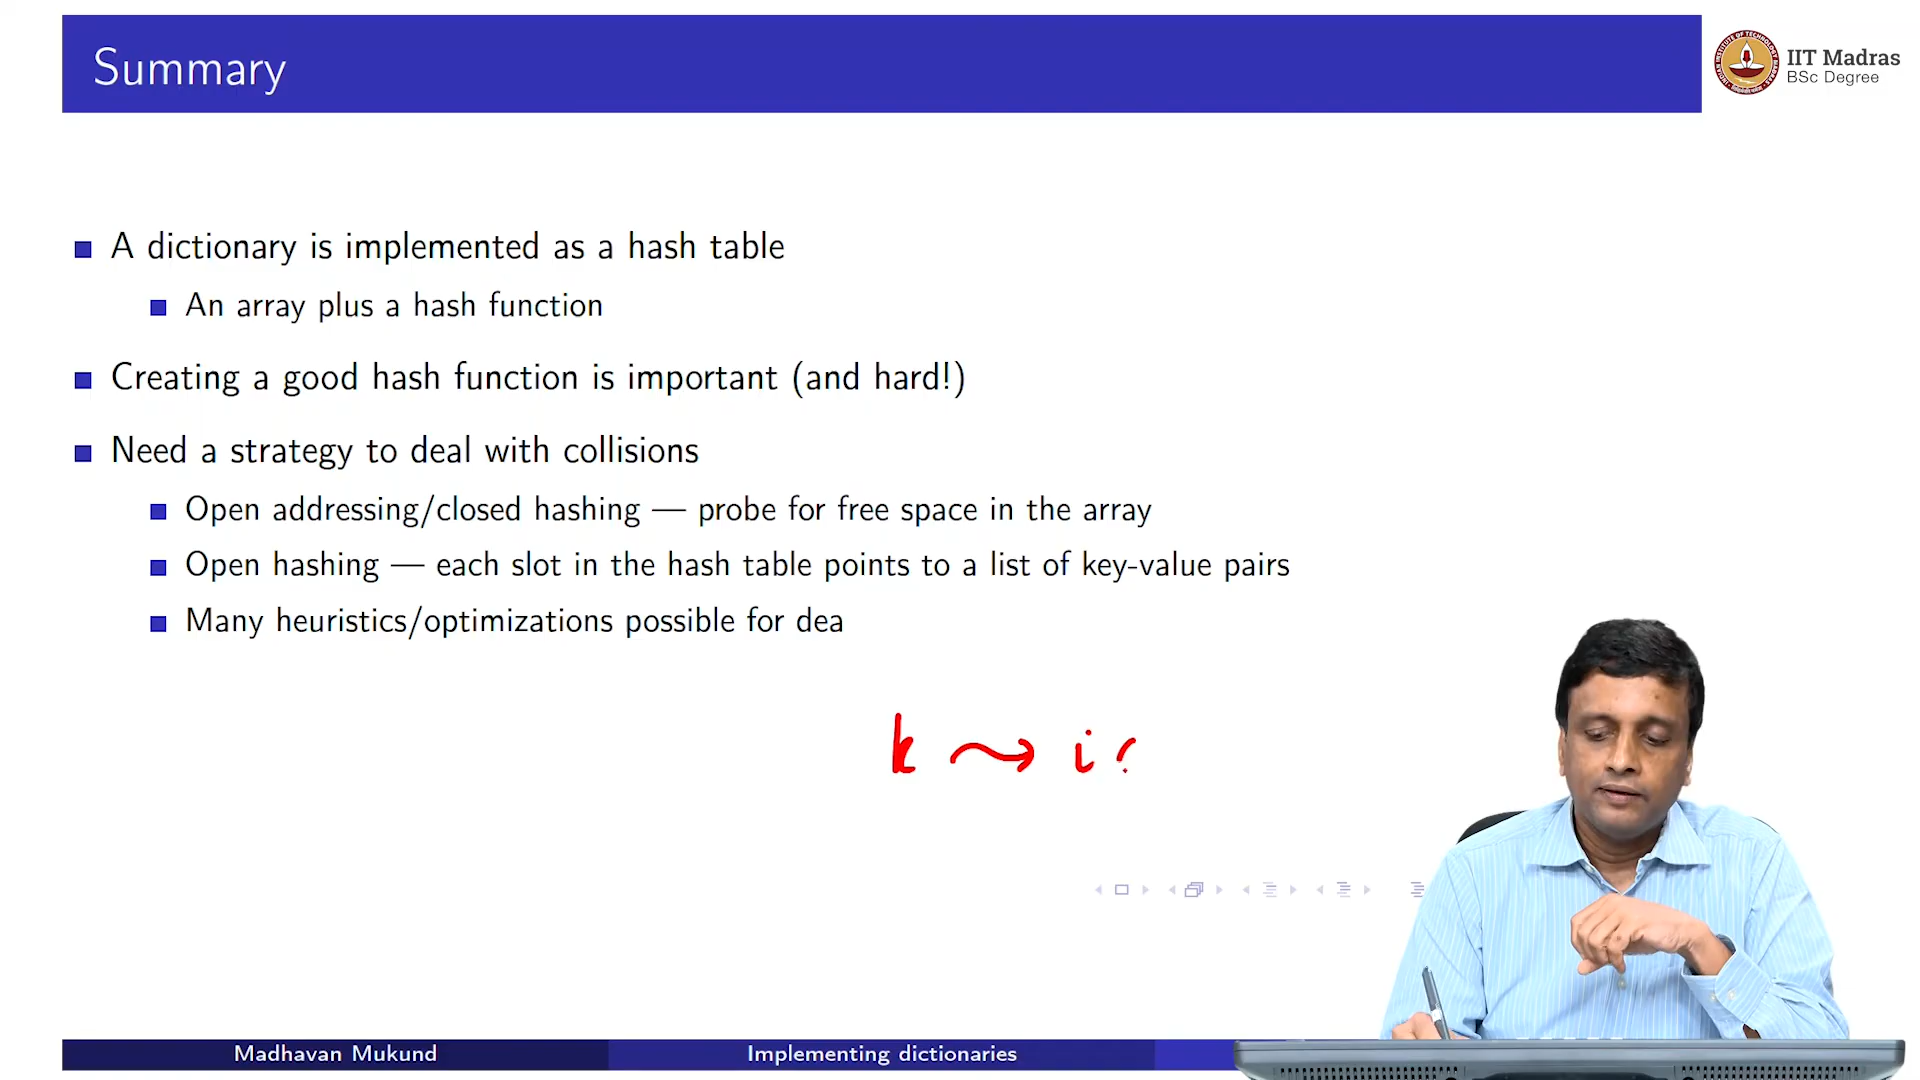 Summary
IIT Madras
BSc Degree
A dictionary is implemented as a hash table
An array plus a hash function
Creating a good hash function is important (and hard!)
Need a strategy to deal with collisions
Open addressing/closed hashing — probe for free space in the array
Open hashing — each slot in the hash table points to a list of key-value pairs
Many heuristics/optimizations possible for dea
k → i
Madhavan Mukund
Implementing dictionaries